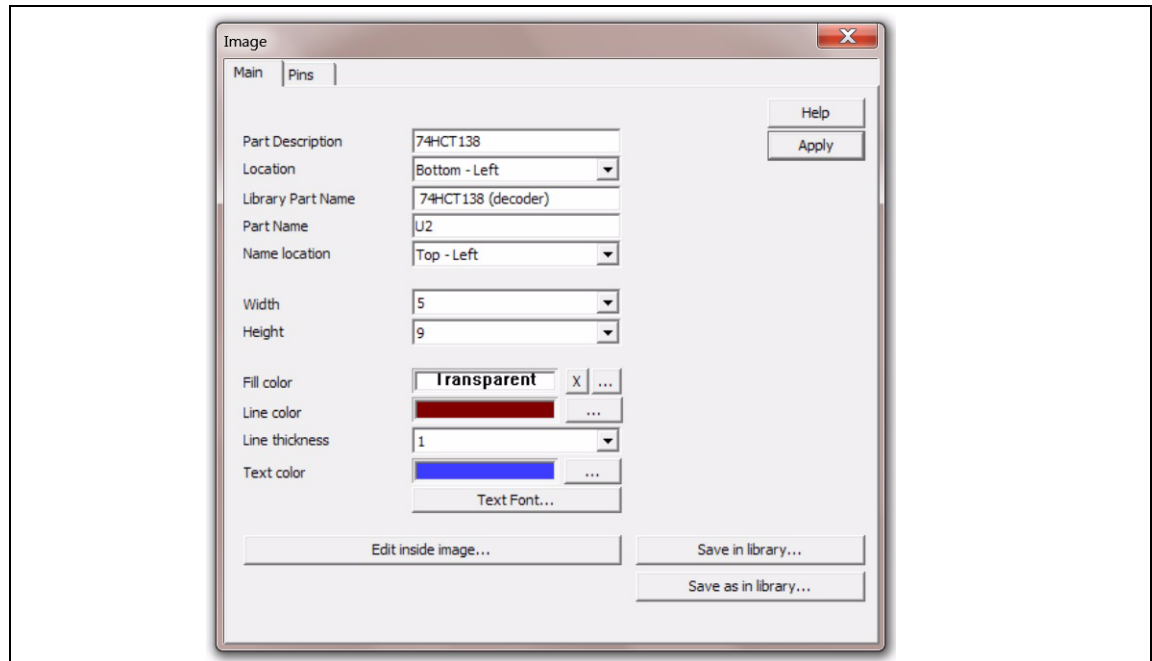 Image
X
Main Pins
Help
Part Description 74HCT138 Apply
Location Bottom - Left
Library Part Name 74HCT138 (decoder)
Part Name U2
Name location Top - Left
Width 5
Height 9
Fill color Transparent X ...
Line color ...
Line thickness 1
Text color ...
Text Font...
Edit inside image... Save in library...
Save as in library...